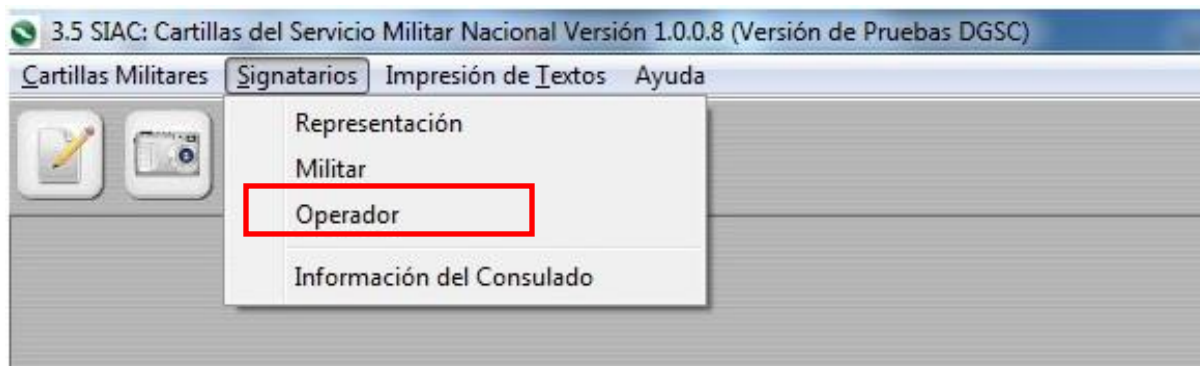 3.5 SIAC: Cartillas del Servicio Militar Nacional Versión 1.0.0.8 (Versión de Pruebas DGSC)
Cartillas Militares Signatarios Impresión de Textos Ayuda
Representación
Militar
Operador
Información del Consulado